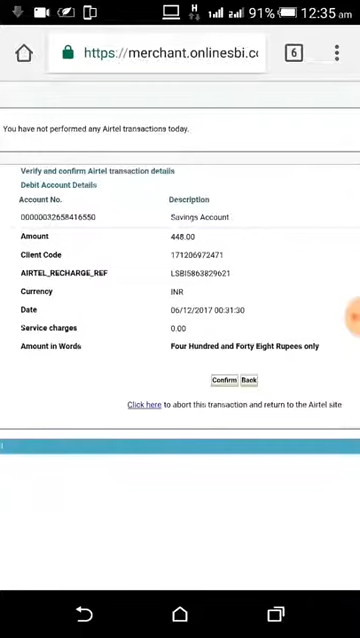 H 91% 12:35 am
https://merchant.onlinesbi.co 6
You have not performed any Airtel transactions today.
Verify and confirm Airtel transaction details
Debit Account Details
Account No. Description
00000032658416550 Savings Account
Amount 448.00
Client Code 171206972471
AIRTEL_RECHARGE_REF LSBI5863829621
Currency INR
Date 06/12/2017 00:31:30
Service charges 0.00
Amount in Words Four Hundred and Forty Eight Rupees only
Confirm Back
Click here to abort this transaction and return to the Airtel site